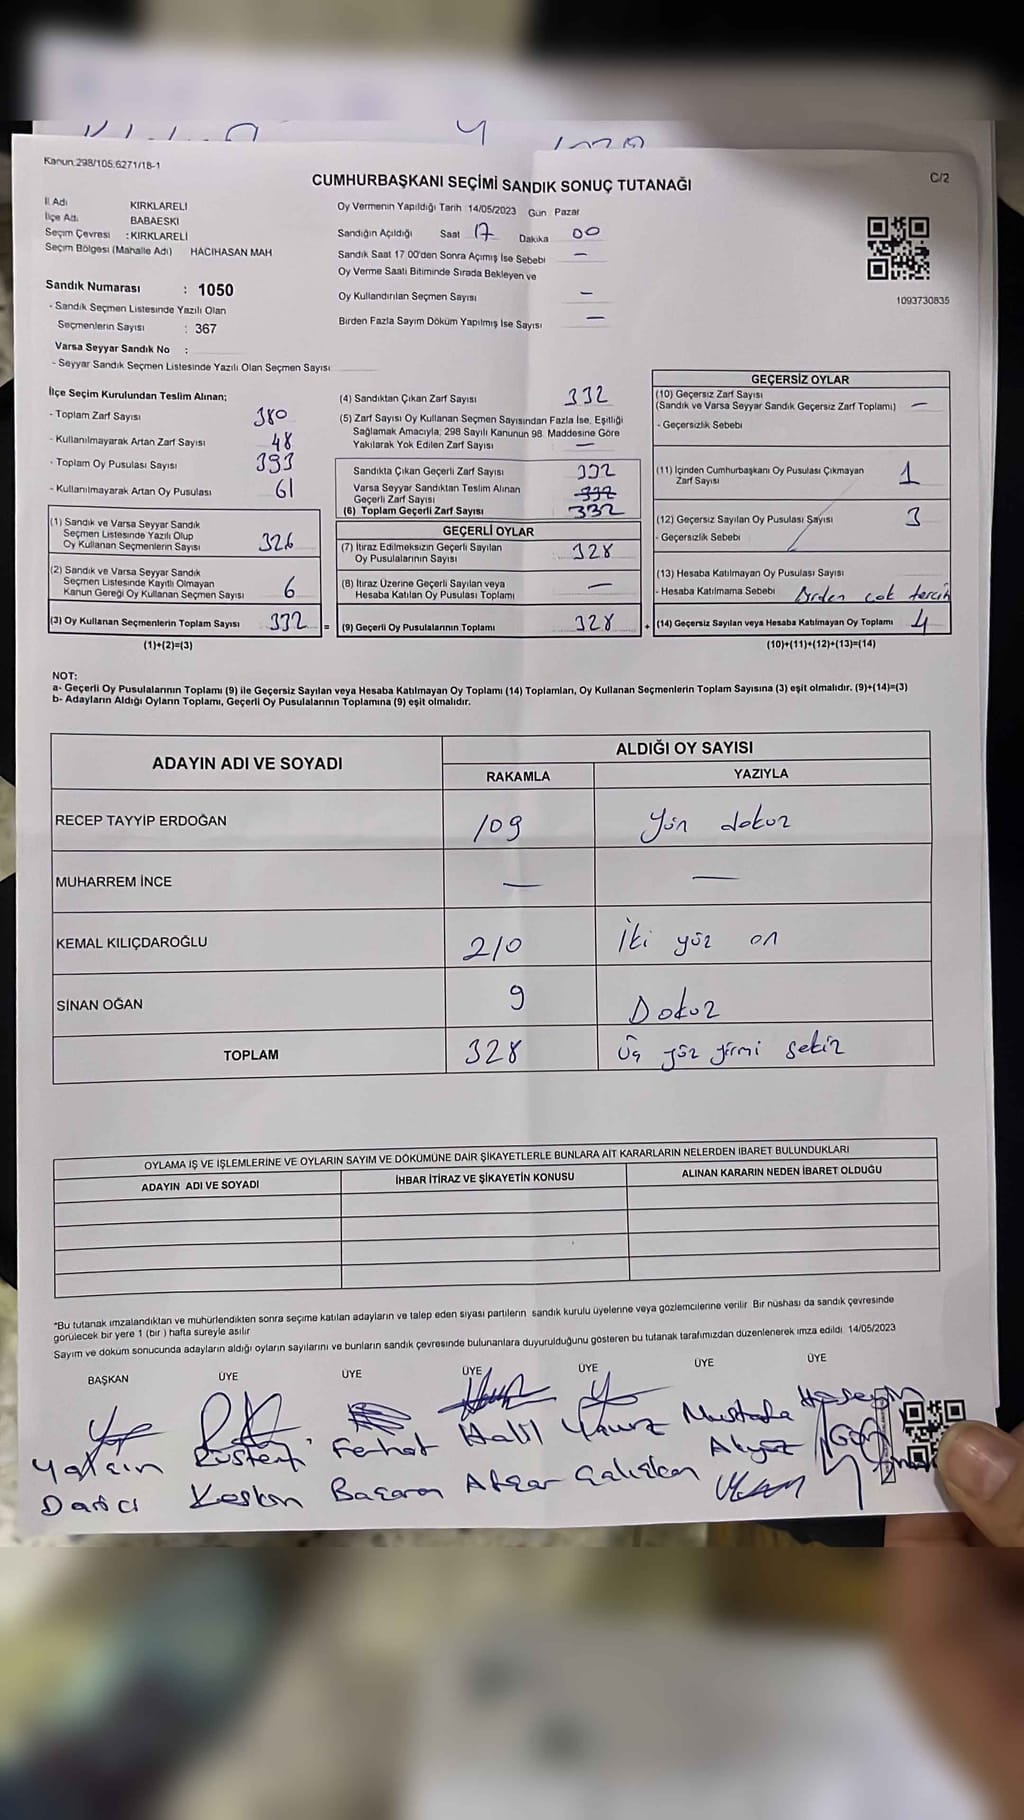 Kanun 298/105.6271/18-1
CUMHURBAŞKANI SEÇİMİ SANDIK SONUÇ TUTANAĞI
C/2
İl Adı KIRKLARELİ
İlçe Adı BABAESKİ
Seçim Çevresi : KIRKLARELİ
Seçim Bölgesi (Mahalle Adı) HACIHASAN MAH
Sandık Numarası : 1050
- Sandık Seçmen Listesinde Yazılı Olan
Seçmenlerin Sayısı : 367
Varsa Seyyar Sandık No :
- Seyyar Sandık Seçmen Listesinde Yazılı Olan Seçmen Sayısı
Oy Vermenin Yapıldığı Tarih 14/05/2023 Gün Pazar
Sandığın Açıldığı Saat 17 Dakika 00
Sandık Saat 17 00'den Sonra Açımış İse Sebebi —
Oy Verme Saati Bitiminde Sırada Bekleyen ve
Oy Kullandırılan Seçmen Sayısı —
Birden Fazla Sayım Döküm Yapılmış İse Sayısı —
1093730835
İlçe Seçim Kurulundan Teslim Alınan;
- Toplam Zarf Sayısı 380
- Kullanılmayarak Artan Zarf Sayısı 48
- Toplam Oy Pusulası Sayısı 393
- Kullanılmayarak Artan Oy Pusulası 61
(1) Sandık ve Varsa Seyyar Sandık
Seçmen Listesinde Yazılı Olup
Oy Kullanan Seçmenlerin Sayısı 326
(2) Sandık ve Varsa Seyyar Sandık
Seçmen Listesinde Kayıtlı Olmayan
Kanun Gereği Oy Kullanan Seçmen Sayısı 6
(3) Oy Kullanan Seçmenlerin Toplam Sayısı 332 =
(1)+(2)=(3)
(4) Sandıktan Çıkan Zarf Sayısı 332
(5) Zarf Sayısı Oy Kullanan Seçmen Sayısından Fazla İse, Eşitliği
Sağlamak Amacıyla, 298 Sayılı Kanunun 98. Maddesine Göre
Yakılarak Yok Edilen Zarf Sayısı —
Sandıkta Çıkan Geçerli Zarf Sayısı 332
Varsa Seyyar Sandıktan Teslim Alınan
Geçerli Zarf Sayısı 332
(6) Toplam Geçerli Zarf Sayısı 332
GEÇERLİ OYLAR
(7) İtiraz Edilmeksizin Geçerli Sayılan
Oy Pusulalarının Sayısı 328
(8) İtiraz Üzerine Geçerli Sayılan veya
Hesaba Katılan Oy Pusulası Toplamı —
(9) Geçerli Oy Pusulalarının Toplamı 328 +
GEÇERSİZ OYLAR
(10) Geçersiz Zarf Sayısı
(Sandık ve Varsa Seyyar Sandık Geçersiz Zarf Toplamı) —
- Geçersizlik Sebebi
(11) İçinden Cumhurbaşkanı Oy Pusulası Çıkmayan
Zarf Sayısı 1
(12) Geçersiz Sayılan Oy Pusulası Sayısı 3
- Geçersizlik Sebebi
(13) Hesaba Katılmayan Oy Pusulası Sayısı
- Hesaba Katılmama Sebebi Birden çok tercih
(14) Geçersiz Sayılan veya Hesaba Katılmayan Oy Toplamı 4
(10)+(11)+(12)+(13)=(14)
NOT:
a- Geçerli Oy Pusulalarının Toplamı (9) ile Geçersiz Sayılan veya Hesaba Katılmayan Oy Toplamı (14) Toplamları, Oy Kullanan Seçmenlerin Toplam Sayısına (3) eşit olmalıdır. (9)+(14)=(3)
b- Adayların Aldığı Oyların Toplamı, Geçerli Oy Pusulalarının Toplamına (9) eşit olmalıdır.
ADAYIN ADI VE SOYADI ALDIĞI OY SAYISI
RAKAMLA YAZIYLA
RECEP TAYYİP ERDOĞAN 109 Yüz dokuz
MUHARREM İNCE — —
KEMAL KILIÇDAROĞLU 210 İki yüz on
SİNAN OĞAN 9 Dokuz
TOPLAM 328 Üç yüz yirmi sekiz
OYLAMA İŞ VE İŞLEMLERİNE VE OYLARIN SAYIM VE DÖKÜMÜNE DAİR ŞİKAYETLERLE BUNLARA AİT KARARLARIN NELERDEN İBARET BULUNDUKLARI
ADAYIN ADI VE SOYADI İHBAR İTİRAZ VE ŞİKAYETİN KONUSU ALINAN KARARIN NEDEN İBARET OLDUĞU
*Bu tutanak imzalandıktan ve mühürlendikten sonra seçime katılan adayların ve talep eden siyasi partilerin sandık kurulu üyelerine veya gözlemcilerine verilir Bir nüshası da sandık çevresinde
görülecek bir yere 1 (bir ) hafta süreyle asılır
Sayım ve döküm sonucunda adayların aldığı oyların sayılarını ve bunların sandık çevresinde bulunanlara duyurulduğunu gösteren bu tutanak tarafımızdan düzenlenerek imza edildi 14/05/2023
BAŞKAN ÜYE ÜYE ÜYE ÜYE ÜYE ÜYE
Yalçın Rüstem Ferhat Halil Yavuz Mustafa Hüseyin
Darıcı Keskin Başaran Akçar Çalışkan Akyüz